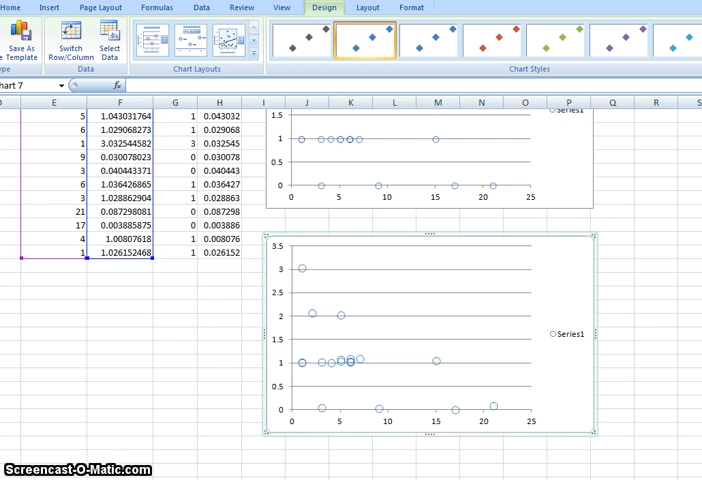 Home Insert Page Layout Formulas Data Review View Design Layout Format
Save As Template
Switch Row/Column
Select Data
Data
Chart Layouts
Chart Styles
hart 7 fx
E F G H I J K L M N O P Q R S
5 1.043031764 1 0.043032
6 1.029068273 1 0.029068
1 3.032544582 3 0.032545
9 0.030078023 0 0.030078
3 0.040443371 0 0.040443
6 1.036426865 1 0.036427
3 1.028862904 1 0.028863
21 0.087298081 0 0.087298
17 0.003885875 0 0.003886
4 1.00807618 1 0.008076
1 1.026152468 1 0.026152
Series1
1.5
1
0.5
0
0 5 10 15 20 25
3.5
3
2.5
2
1.5
1
0.5
0
0 5 10 15 20 25
Series1
Screencast-O-Matic.com